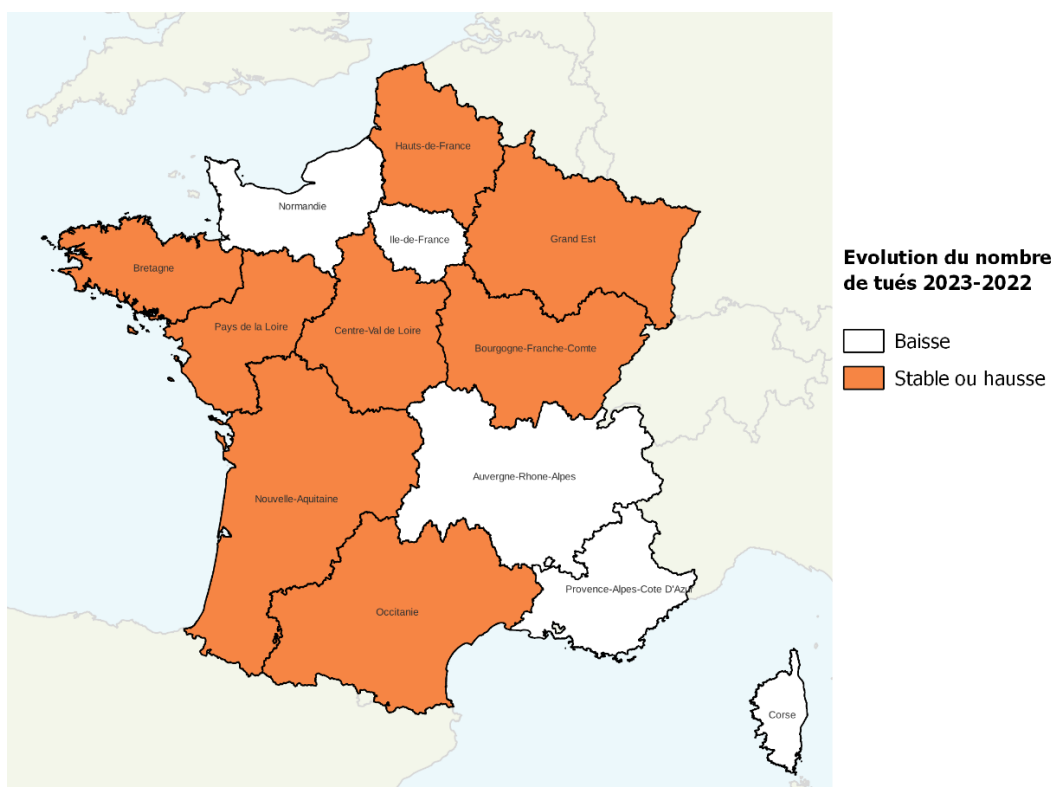 Hauts-de-France
Normandie
Ile-de-France
Grand Est
Bretagne
Pays de la Loire
Centre-Val de Loire
Bourgogne-Franche-Comte
Auvergne-Rhone-Alpes
Nouvelle-Aquitaine
Provence-Alpes-Cote D'Azur
Occitanie
Corse
Evolution du nombre
de tués 2023-2022
Baisse
Stable ou hausse